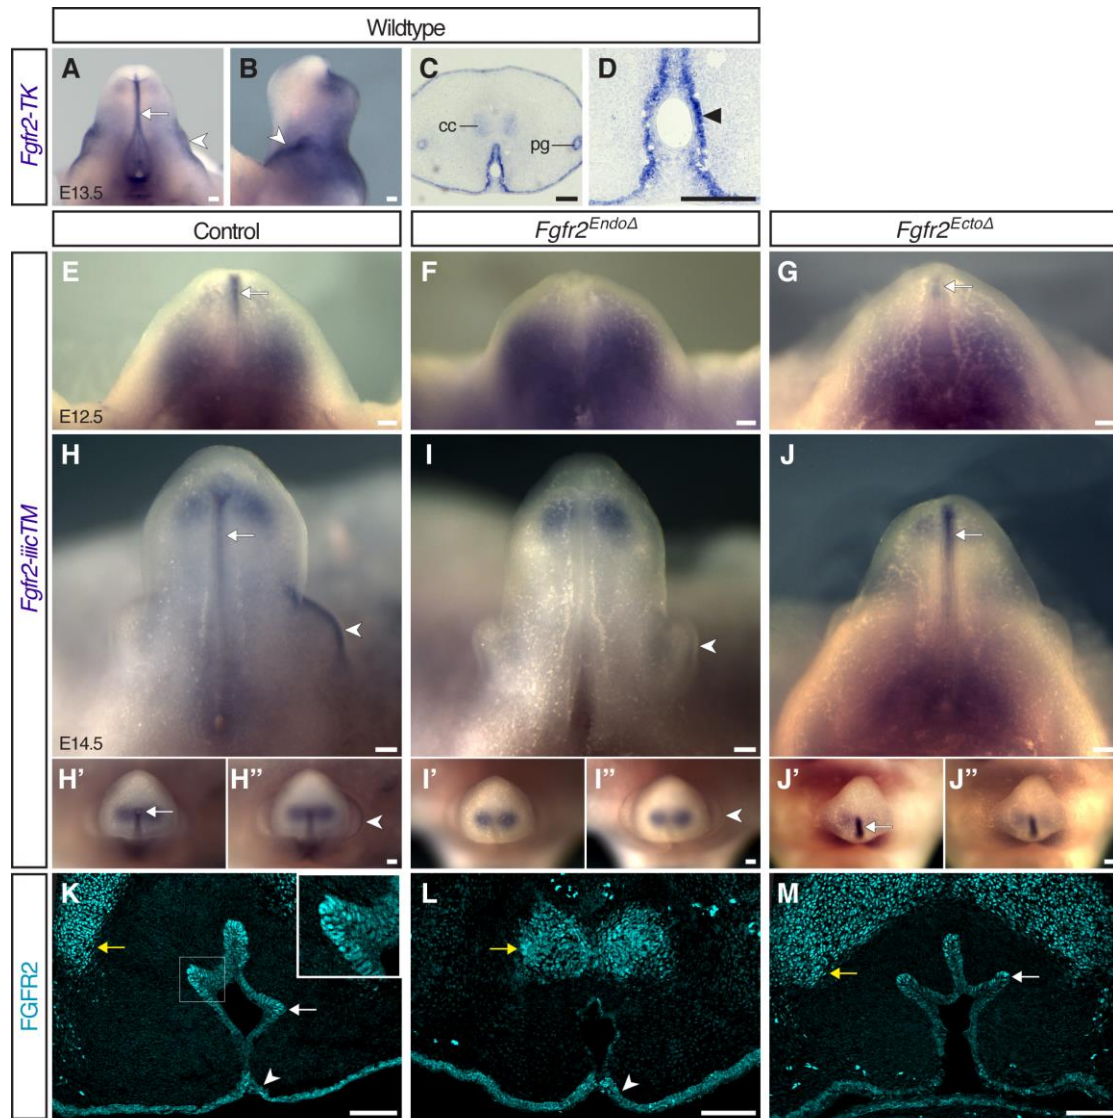 Wildtype
Fgfr2-TK
A
B
C
D
cc
pg
E13.5
Control
Fgfr2EndoΔ
Fgfr2EctoΔ
Fgfr2-iiicTM
E
F
G
E12.5
H
I
J
E14.5
H'
H''
I'
I''
J'
J''
FGFR2
K
L
M